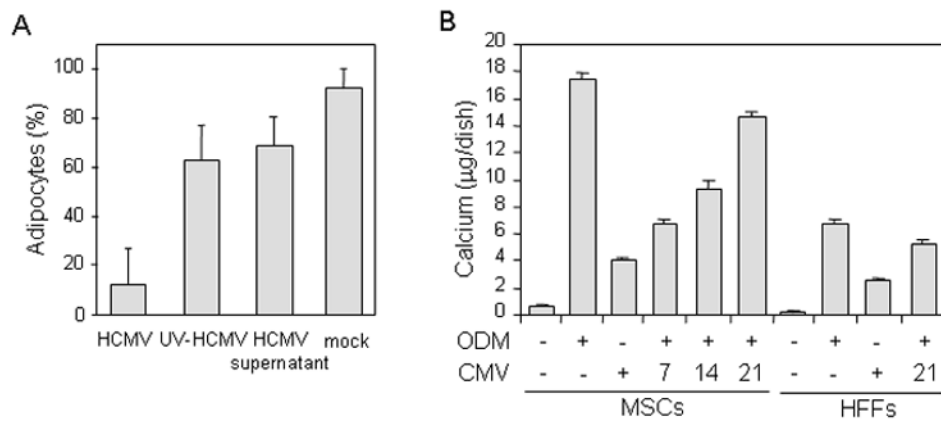 A
Adipocytes (%)
100
80
60
40
20
0
HCMV UV-HCMV HCMV supernatant mock
B
Calcium (µg/dish)
20
18
16
14
12
10
8
6
4
2
0
ODM - + - + + + - + - +
CMV - - + 7 14 21 - - + 21
MSCs HFFs